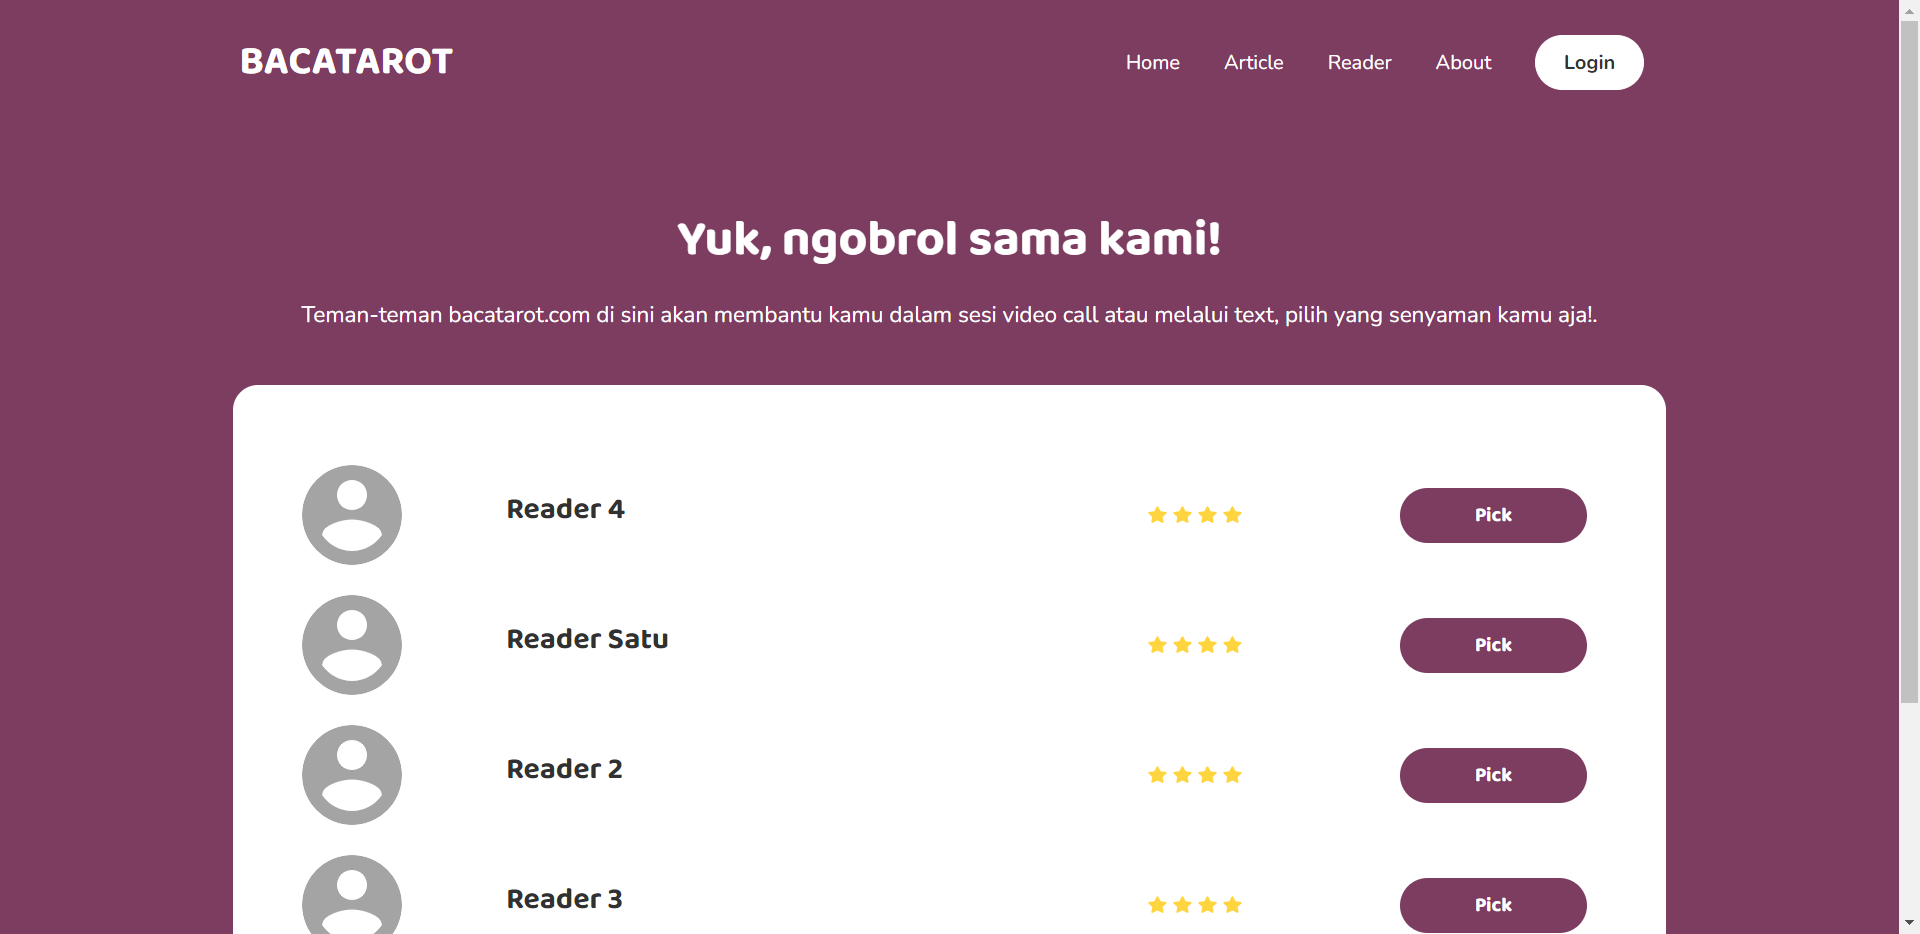 BACATAROT
Home Article Reader About Login
Yuk, ngobrol sama kami!
Teman-teman bacatarot.com di sini akan membantu kamu dalam sesi video call atau melalui text, pilih yang senyaman kamu aja!.
Reader 4 Pick
Reader Satu Pick
Reader 2 Pick
Reader 3 Pick